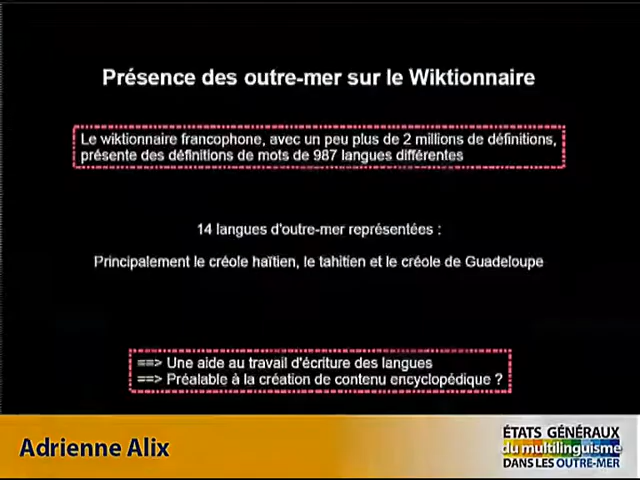 Présence des outre-mer sur le Wiktionnaire
Le wiktionnaire francophone, avec un peu plus de 2 millions de définitions,
présente des définitions de mots de 987 langues différentes
14 langues d'outre-mer représentées :
Principalement le créole haïtien, le tahitien et le créole de Guadeloupe
==> Une aide au travail d'écriture des langues
==> Préalable à la création de contenu encyclopédique ?
Adrienne Alix
ÉTATS GÉNÉRAUX
du multilinguisme
DANS LES OUTRE-MER